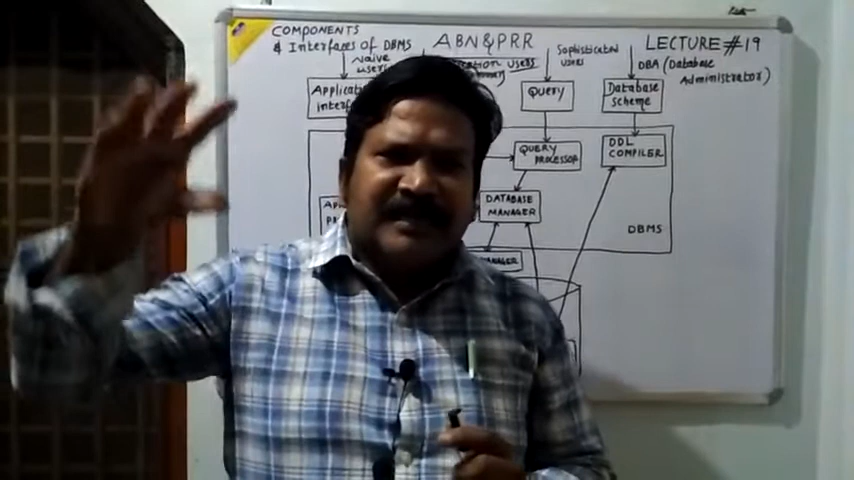 COMPONENTS
& Interfaces of DBMS
ABN&PRR
LECTURE#19
Naive
users
users
Sophisticated
users
DBA (Database
Administrator)
Query
Database
Scheme
QUERY
PROCESSOR
DDL
COMPILER
DATABASE
MANAGER
DBMS